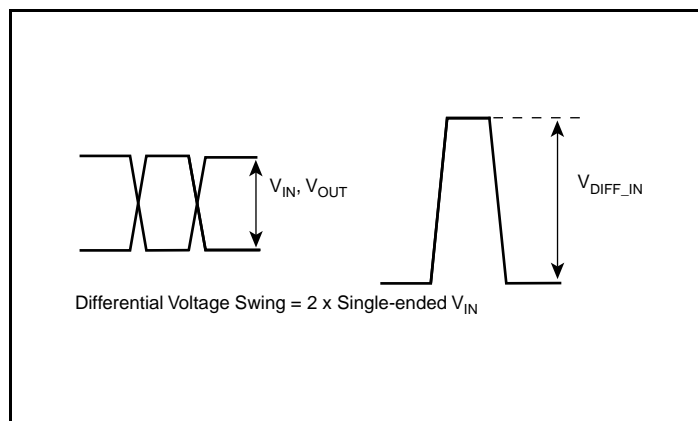 V_IN, V_OUT
V_DIFF_IN
Differential Voltage Swing = 2 x Single-ended V_IN